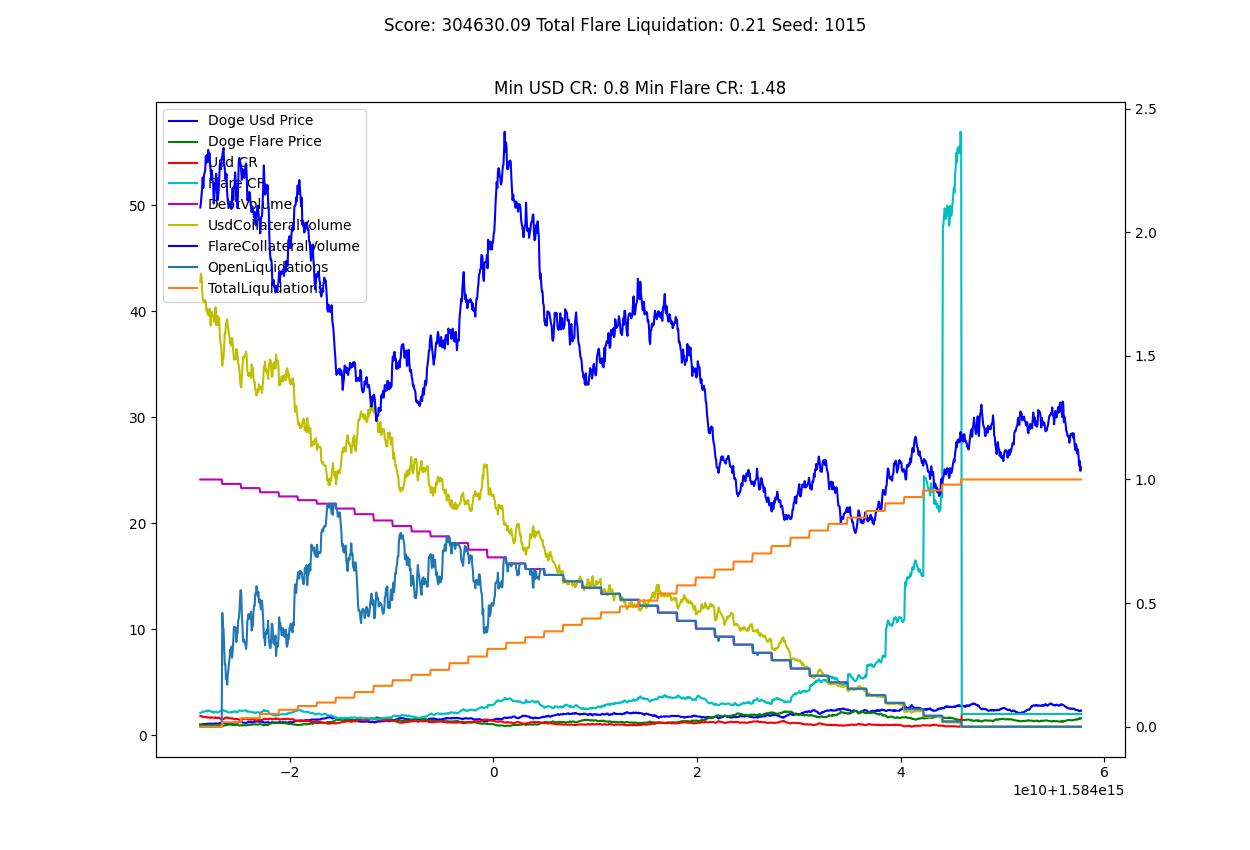 Score: 304630.09 Total Flare Liquidation: 0.21 Seed: 1015
Min USD CR: 0.8 Min Flare CR: 1.48
Doge Usd Price
Doge Flare Price
Usd CR
Flare CR
DebtVolume
UsdCollateralVolume
FlareCollateralVolume
OpenLiquidations
TotalLiquidations
50
40
30
20
10
0
2.5
2.0
1.5
1.0
0.5
0.0
−2 0 2 4 6
1e10+1.584e15